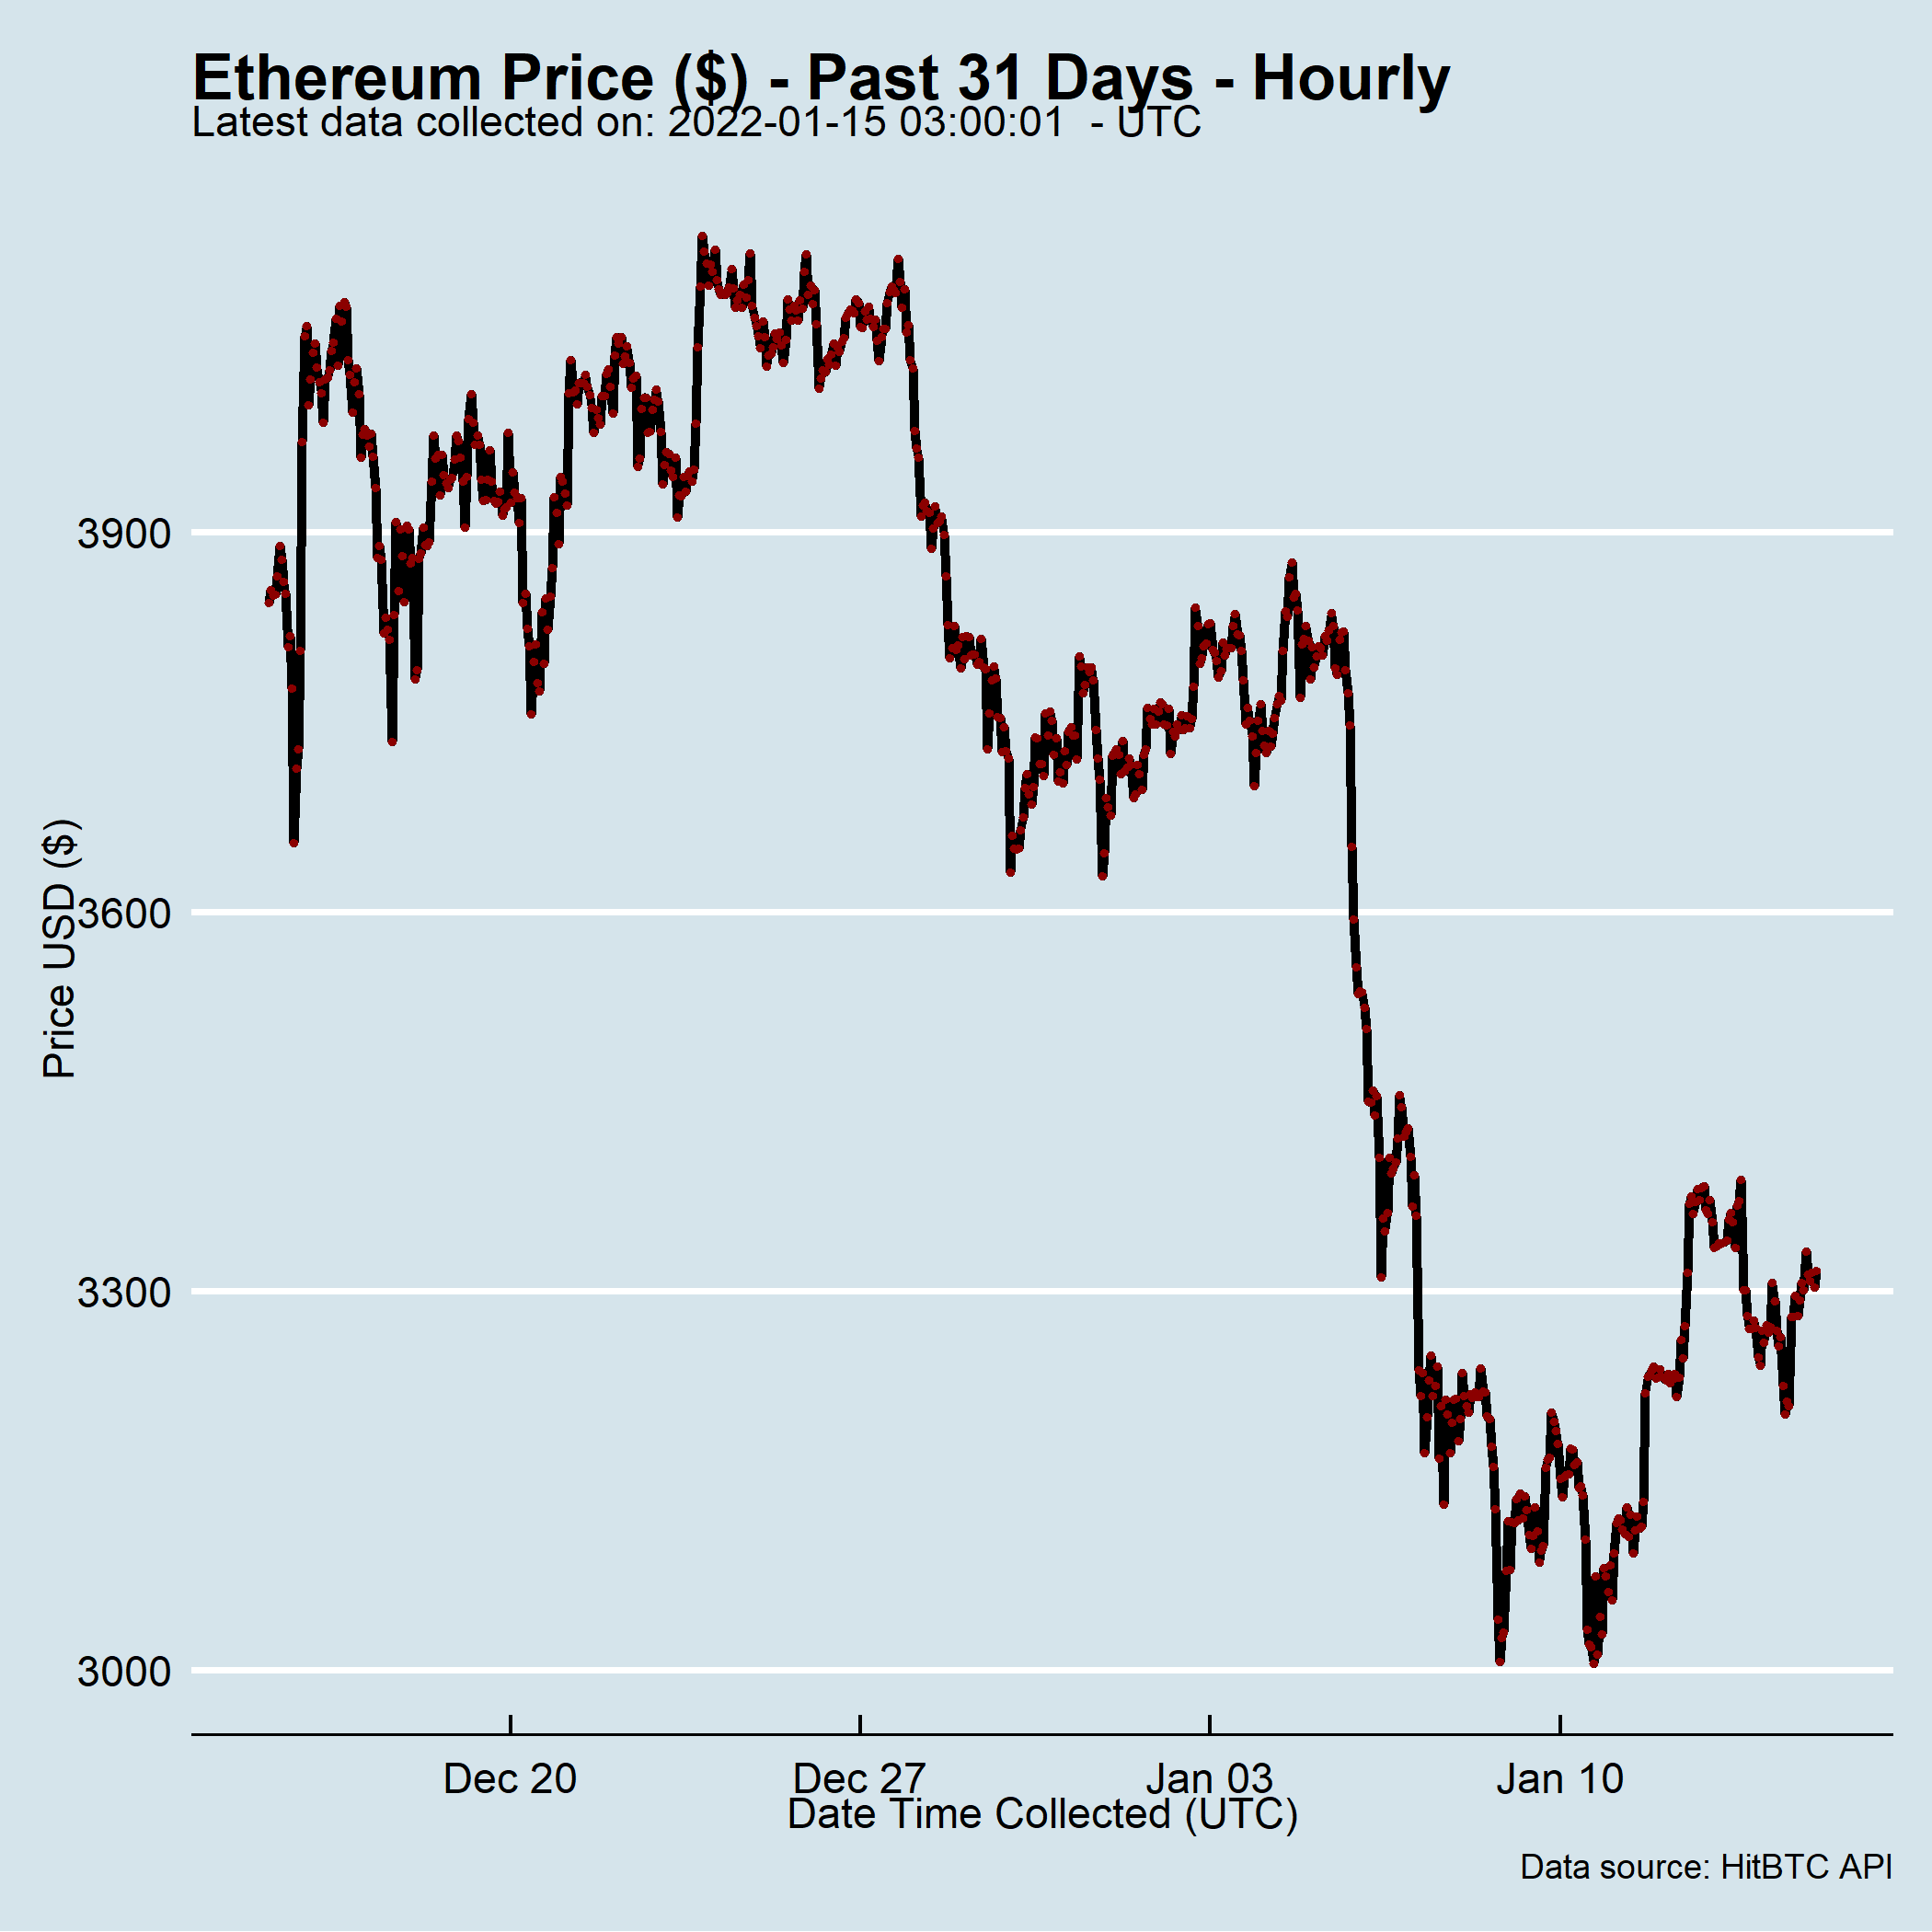 Ethereum Price ($) - Past 31 Days - Hourly
Latest data collected on: 2022-01-15 03:00:01  - UTC
Price USD ($)
3900
3600
3300
3000
Dec 20
Dec 27
Jan 03
Jan 10
Date Time Collected (UTC)
Data source: HitBTC API